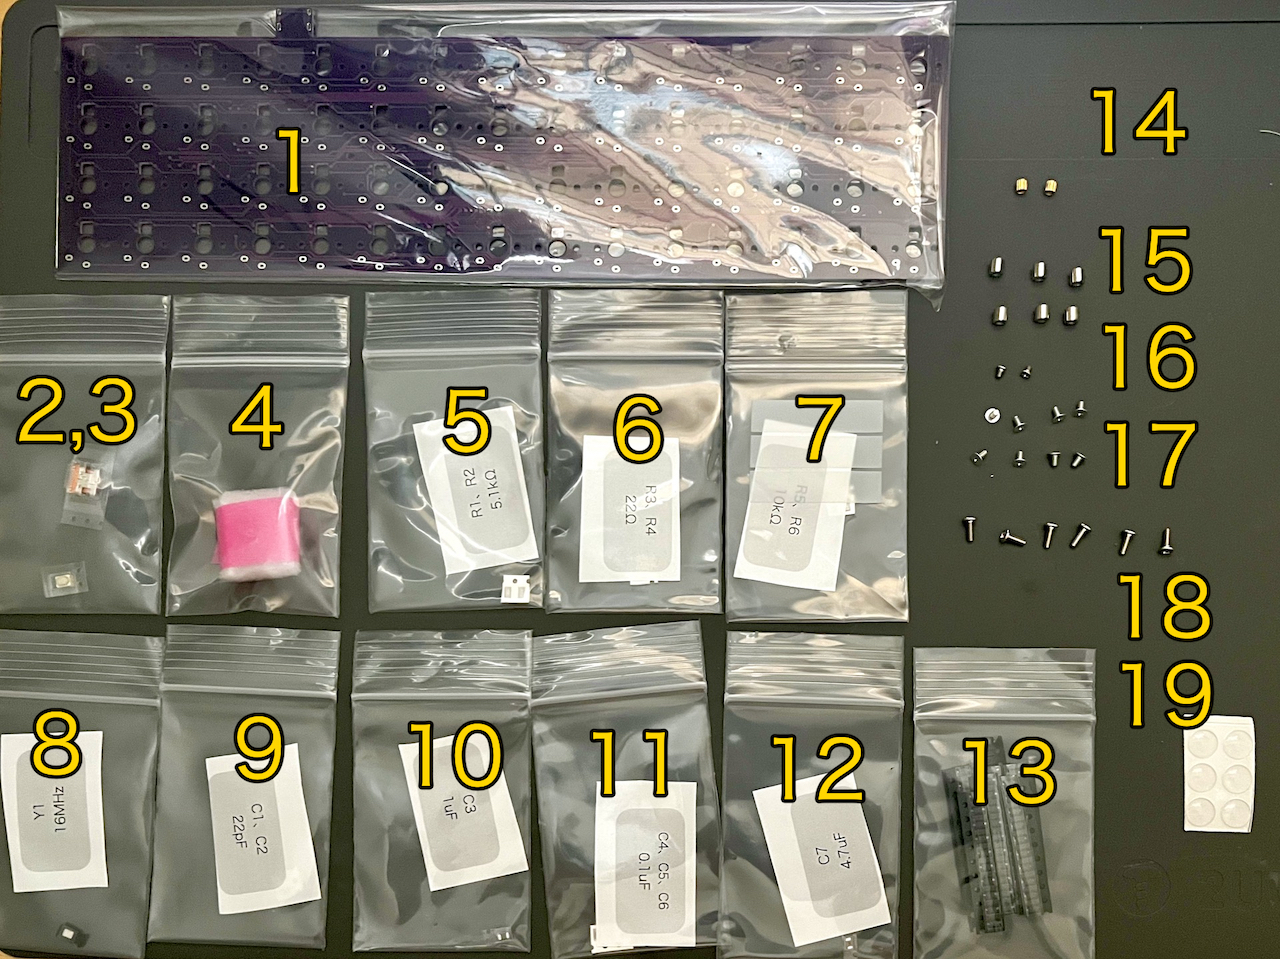 1
14
15
16
17
2,3
4
5
6
7
R1、R2
5.1kΩ
R3、R4
22Ω
R5、R6
10kΩ
18
19
8
9
10
11
12
13
Y1
16MHz
C1、C2
22pF
C3
1uF
C4、C5、C6
0.1uF
C7
4.7uF